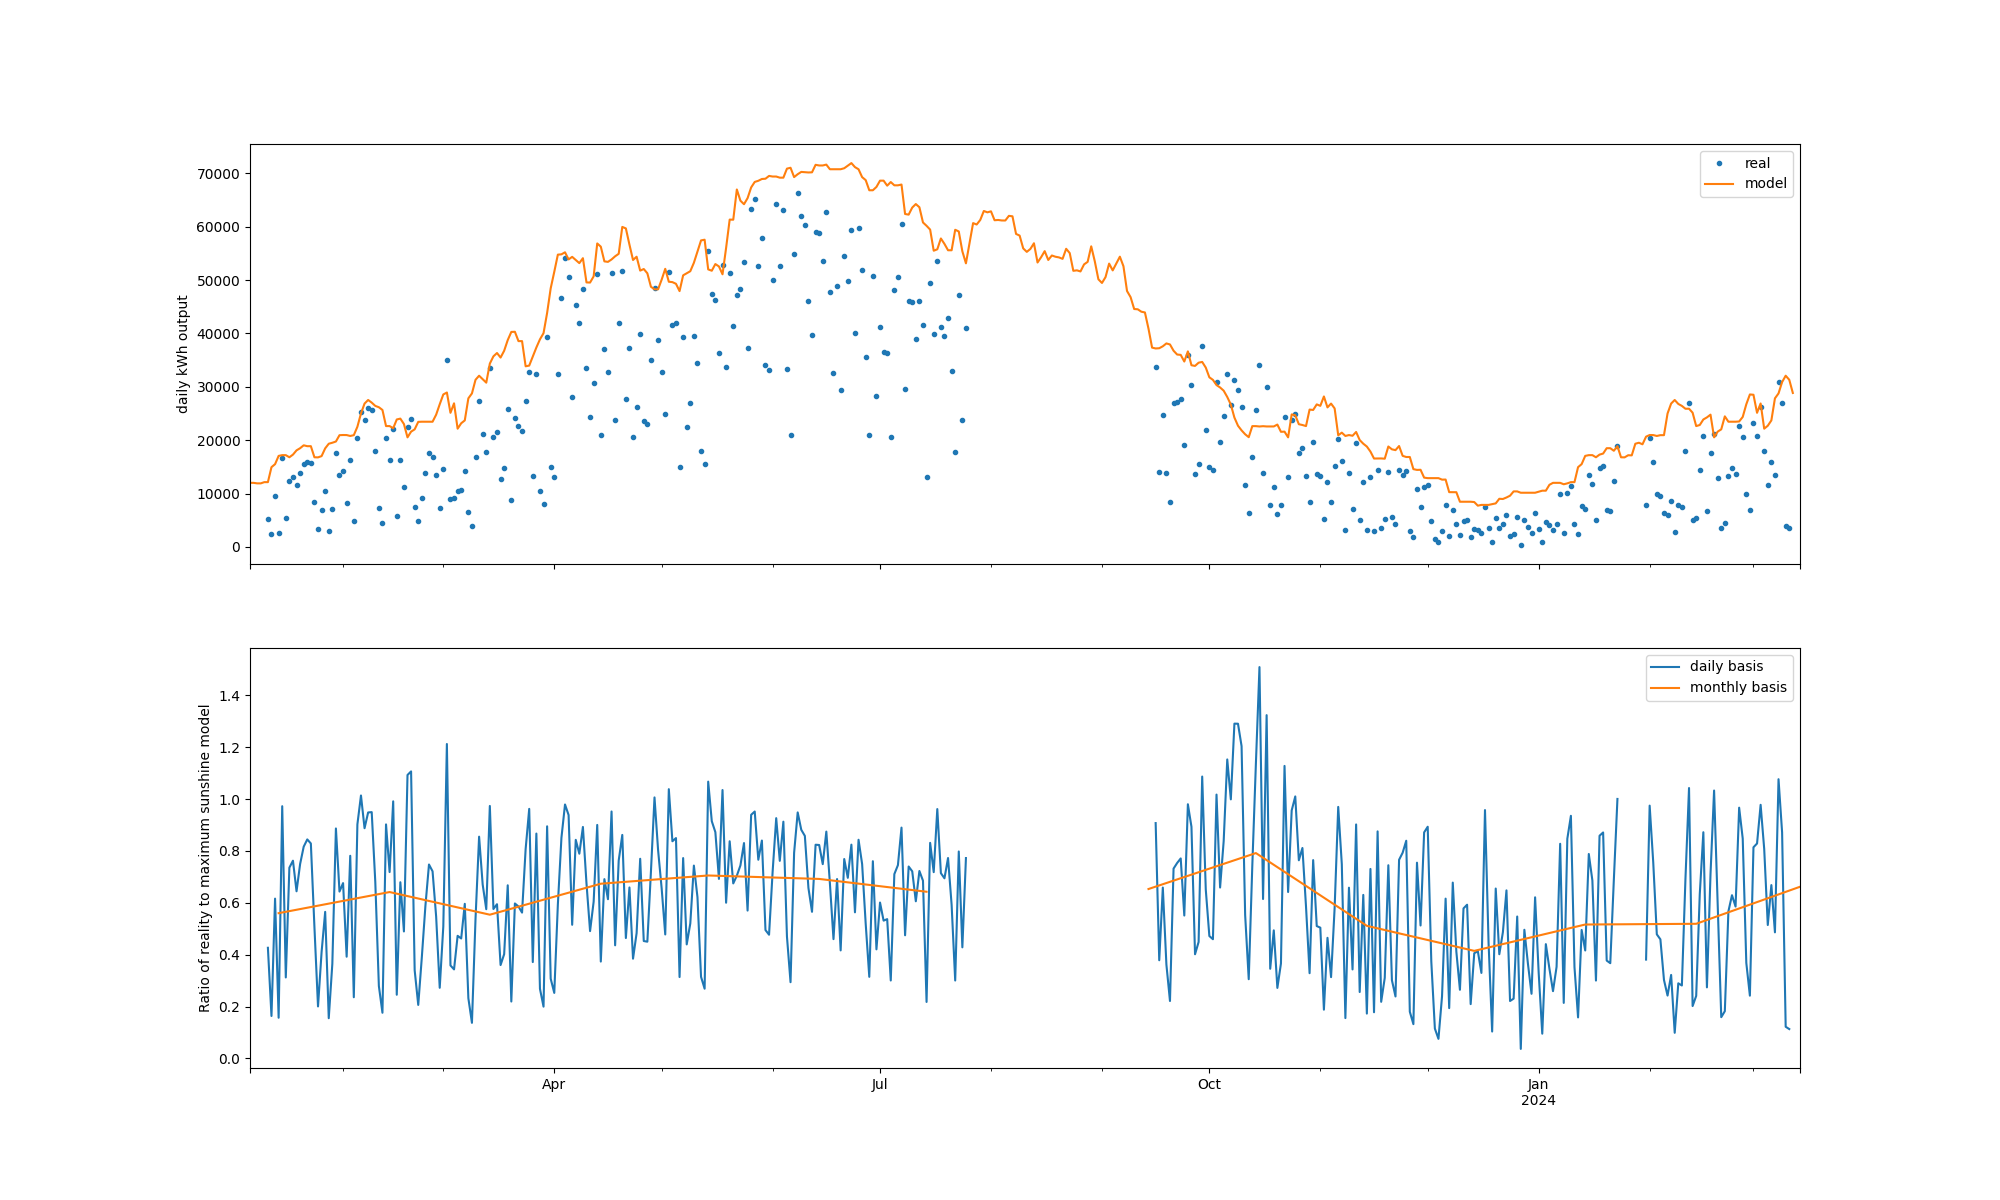 70000
60000
50000
40000
30000
20000
10000
0
daily kWh output
real
model
1.4
1.2
1.0
0.8
0.6
0.4
0.2
0.0
Ratio of reality to maximum sunshine model
daily basis
monthly basis
Apr
Jul
Oct
Jan
2024